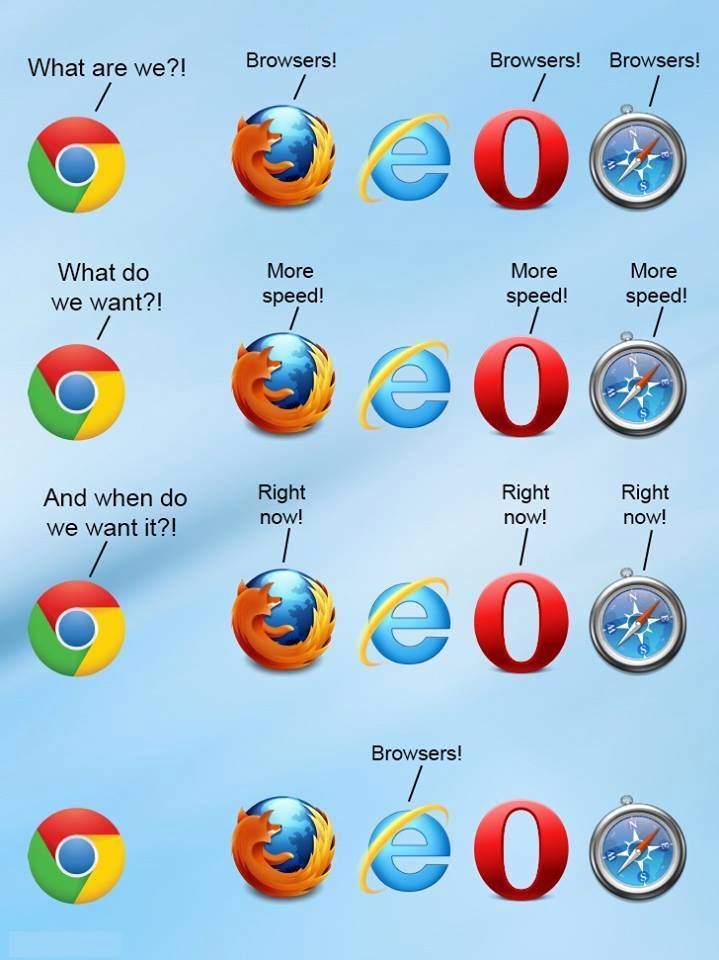 What are we?!
Browsers!
Browsers!
Browsers!
What do
we want?!
More
speed!
More
speed!
More
speed!
And when do
we want it?!
Right
now!
Right
now!
Right
now!
Browsers!